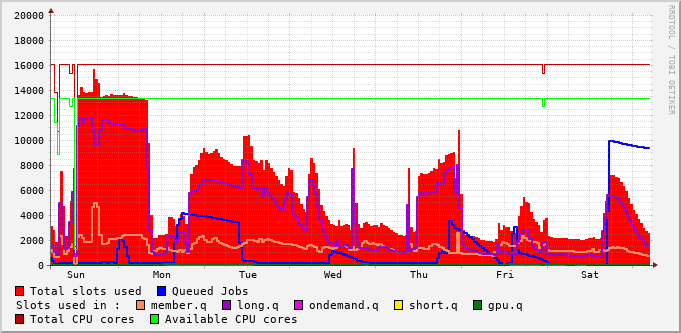 20000
18000
16000
14000
12000
10000
8000
6000
4000
2000
0
Sun Mon Tue Wed Thu Fri Sat
Total slots used Queued Jobs
Slots used in : member.q long.q ondemand.q short.q gpu.q
Total CPU cores Available CPU cores
RRDTOOL / TOBI OETIKER